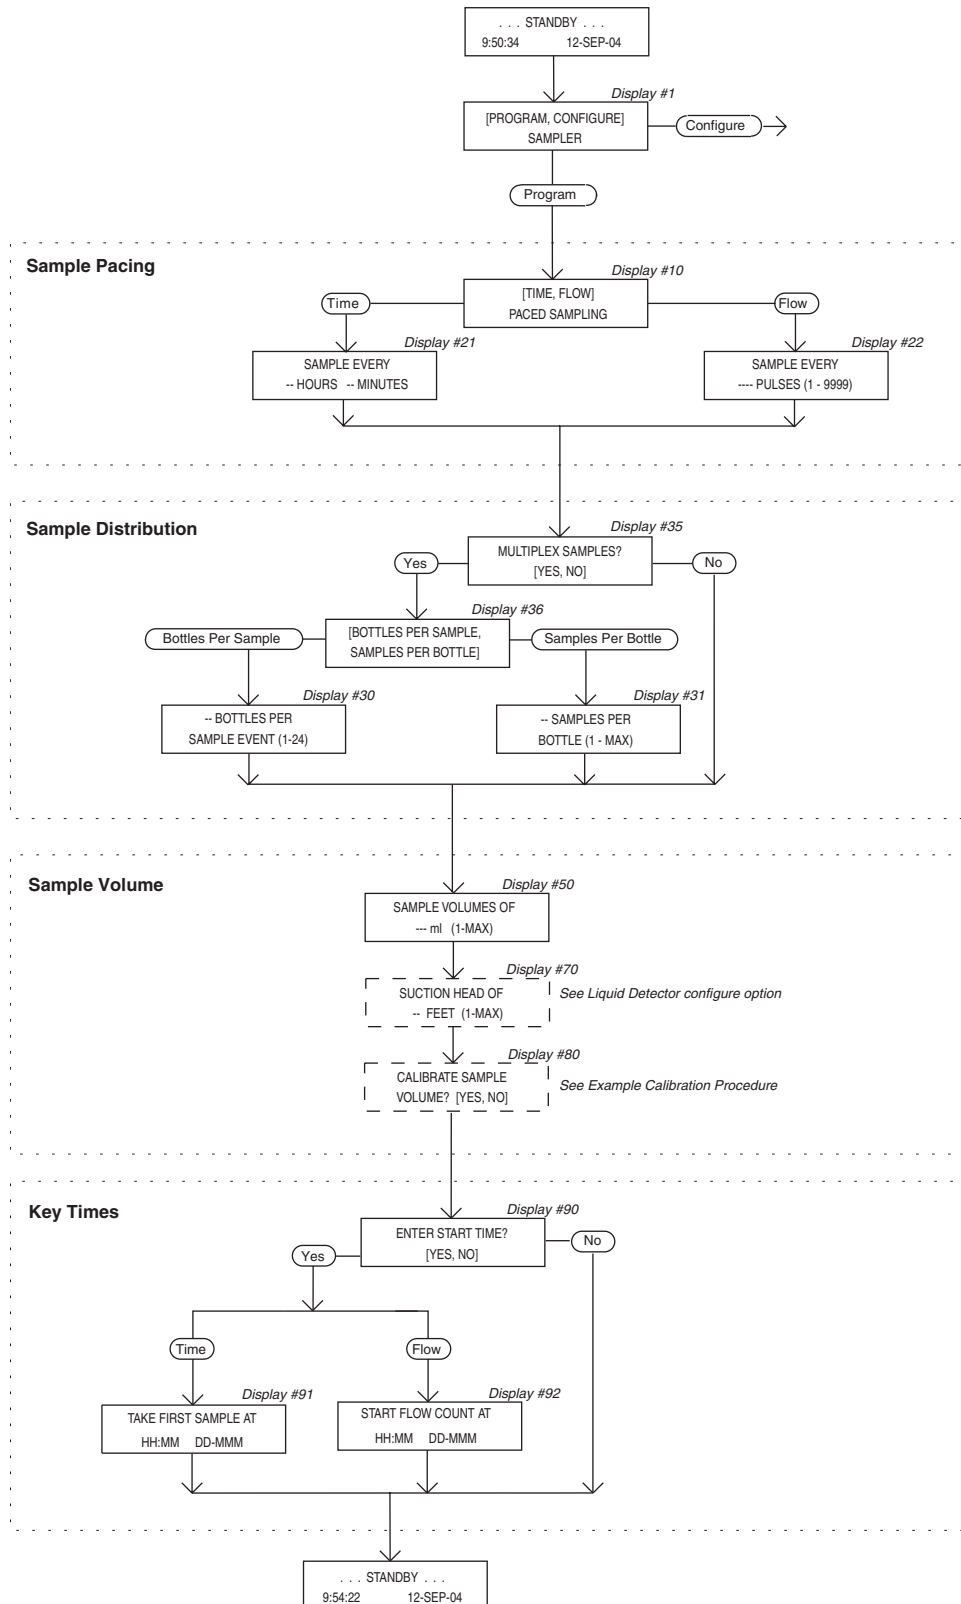 . . . STANDBY . . .
9:50:34 12-SEP-04
Display #1
[PROGRAM, CONFIGURE]
SAMPLER
Configure
Program
Sample Pacing
Display #10
[TIME, FLOW]
PACED SAMPLING
Time
Flow
Display #21
SAMPLE EVERY
-- HOURS -- MINUTES
Display #22
SAMPLE EVERY
---- PULSES (1 - 9999)
Sample Distribution
Display #35
MULTIPLEX SAMPLES?
[YES, NO]
Yes
No
Display #36
[BOTTLES PER SAMPLE,
SAMPLES PER BOTTLE]
Bottles Per Sample
Samples Per Bottle
Display #30
-- BOTTLES PER
SAMPLE EVENT (1-24)
Display #31
-- SAMPLES PER
BOTTLE (1 - MAX)
Sample Volume
Display #50
SAMPLE VOLUMES OF
--- ml (1-MAX)
Display #70
SUCTION HEAD OF
-- FEET (1-MAX)
See Liquid Detector configure option
Display #80
CALIBRATE SAMPLE
VOLUME? [YES, NO]
See Example Calibration Procedure
Key Times
Display #90
ENTER START TIME?
[YES, NO]
Yes
No
Time
Flow
Display #91
TAKE FIRST SAMPLE AT
HH:MM DD-MMM
Display #92
START FLOW COUNT AT
HH:MM DD-MMM
. . . STANDBY . . .
9:54:22 12-SEP-04